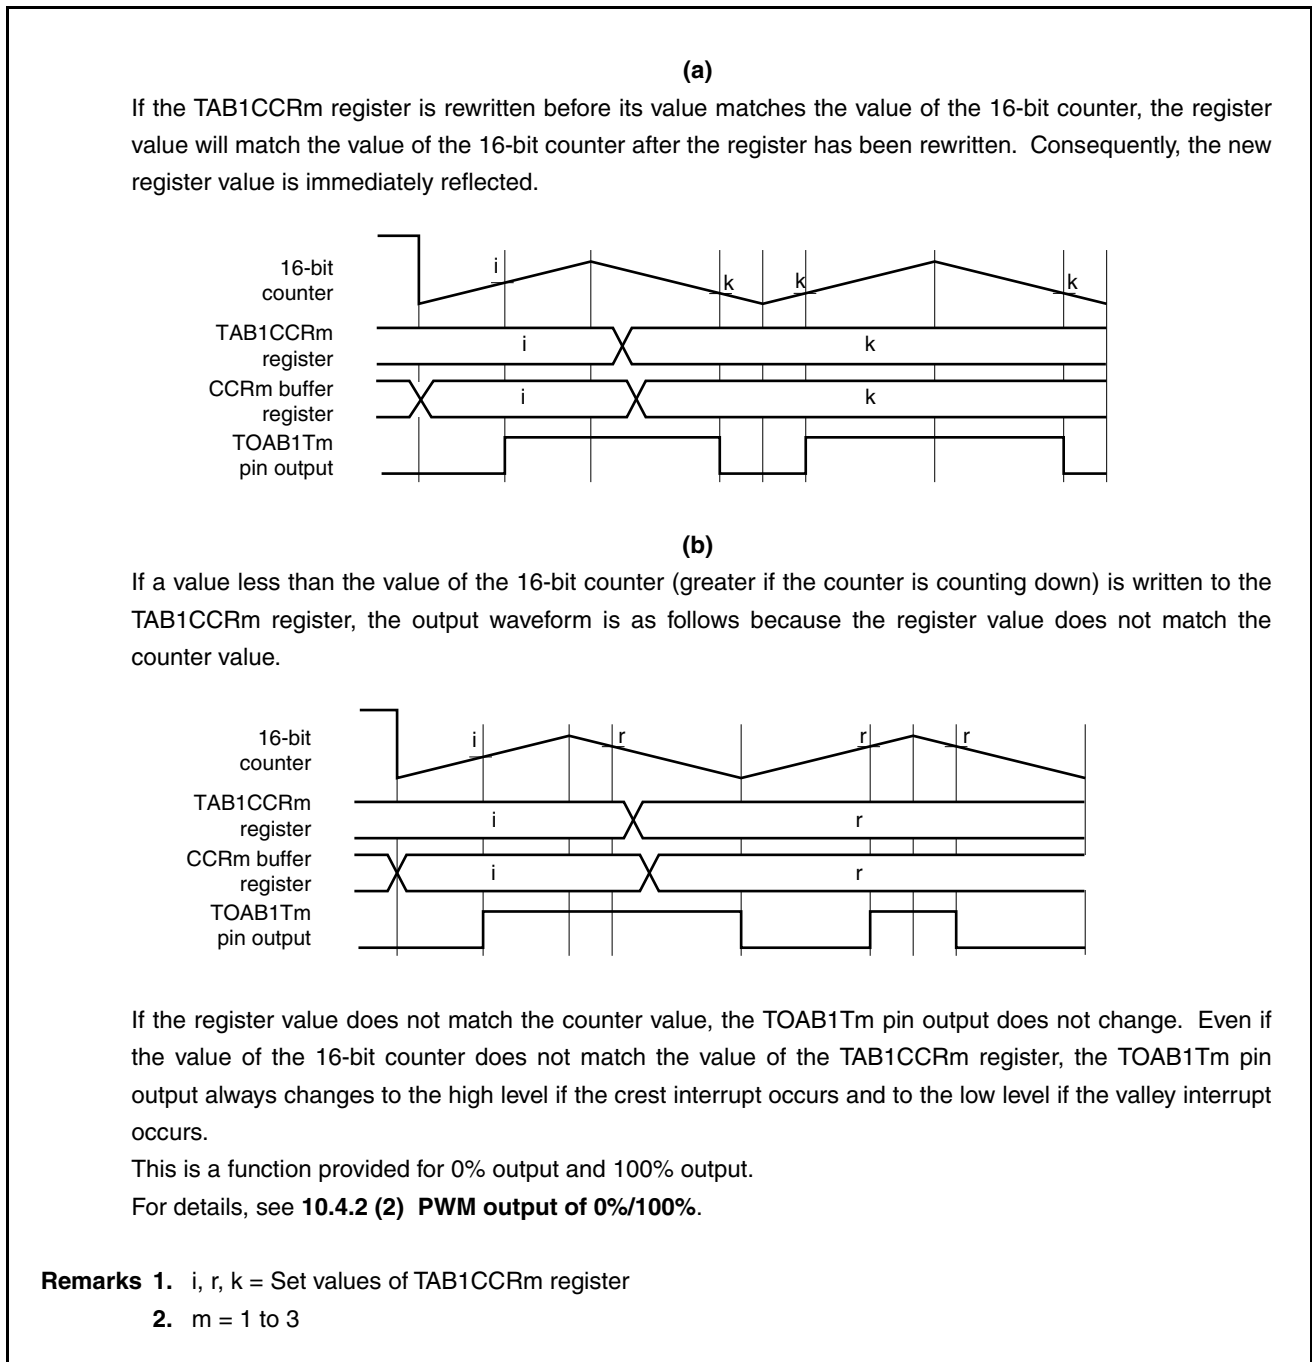 (a)
If the TAB1CCRm register is rewritten before its value matches the value of the 16-bit counter, the register
value will match the value of the 16-bit counter after the register has been rewritten. Consequently, the new
register value is immediately reflected.
i
k
k
k
16-bit
counter
TAB1CCRm
register
i
k
CCRm buffer
register
i
k
TOAB1Tm
pin output
(b)
If a value less than the value of the 16-bit counter (greater if the counter is counting down) is written to the
TAB1CCRm register, the output waveform is as follows because the register value does not match the
counter value.
i
r
r
r
16-bit
counter
TAB1CCRm
register
i
r
CCRm buffer
register
i
r
TOAB1Tm
pin output
If the register value does not match the counter value, the TOAB1Tm pin output does not change. Even if
the value of the 16-bit counter does not match the value of the TAB1CCRm register, the TOAB1Tm pin
output always changes to the high level if the crest interrupt occurs and to the low level if the valley interrupt
occurs.
This is a function provided for 0% output and 100% output.
For details, see 10.4.2 (2) PWM output of 0%/100%.
Remarks 1. i, r, k = Set values of TAB1CCRm register
2. m = 1 to 3